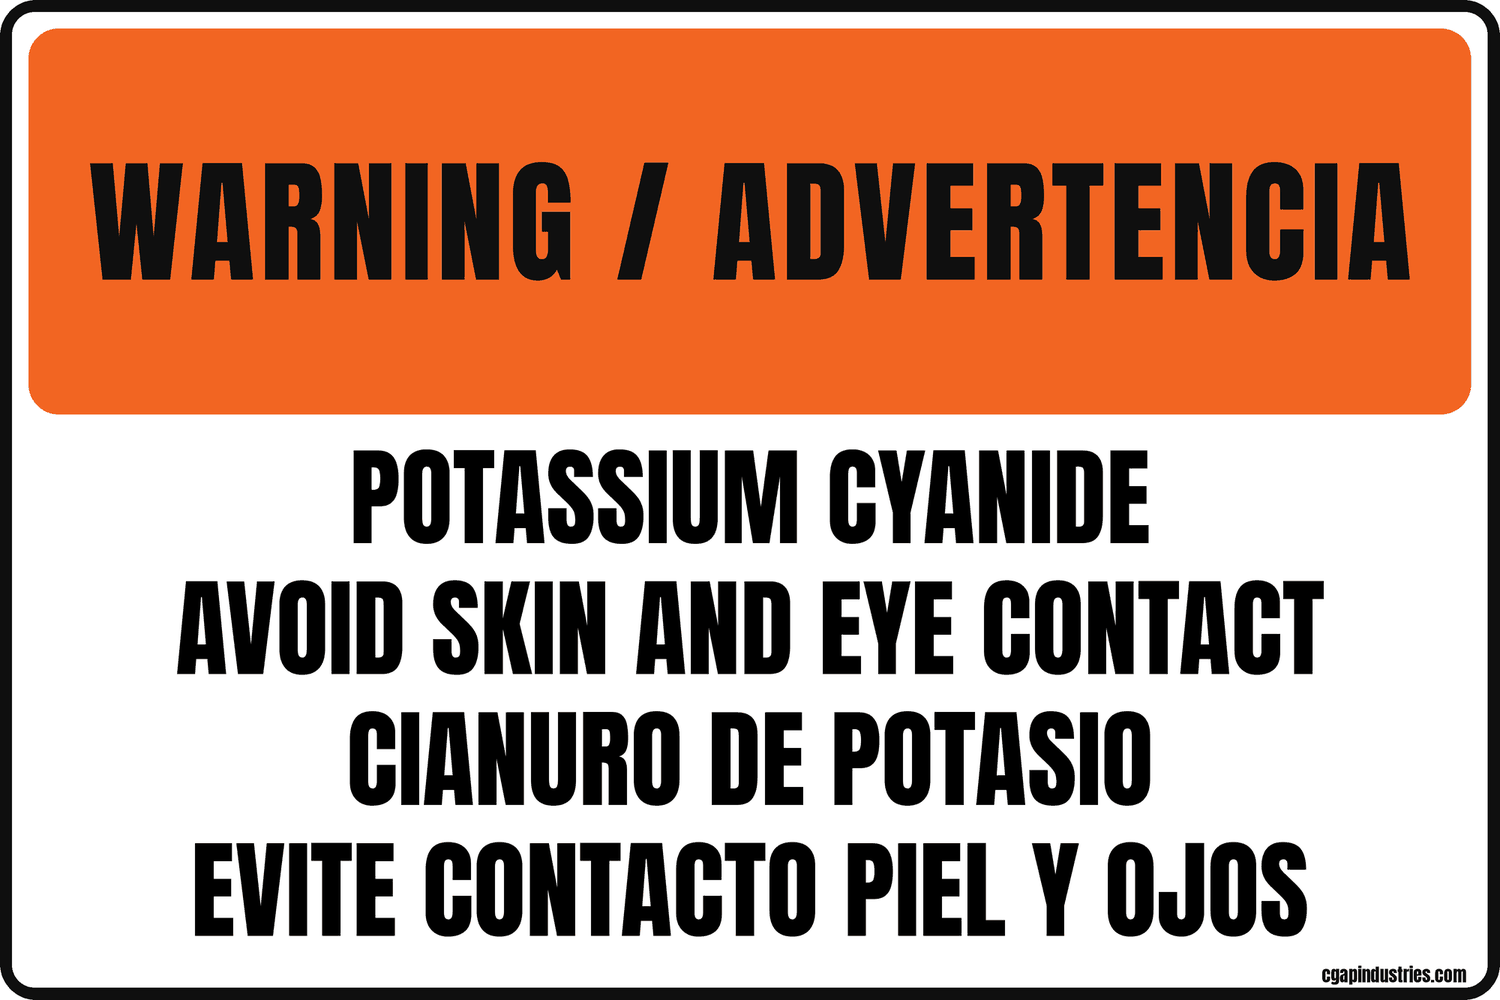 WARNING / ADVERTENCIA
POTASSIUM CYANIDE
AVOID SKIN AND EYE CONTACT
CIANURO DE POTASIO
EVITE CONTACTO PIEL Y OJOS
cgapindustries.com